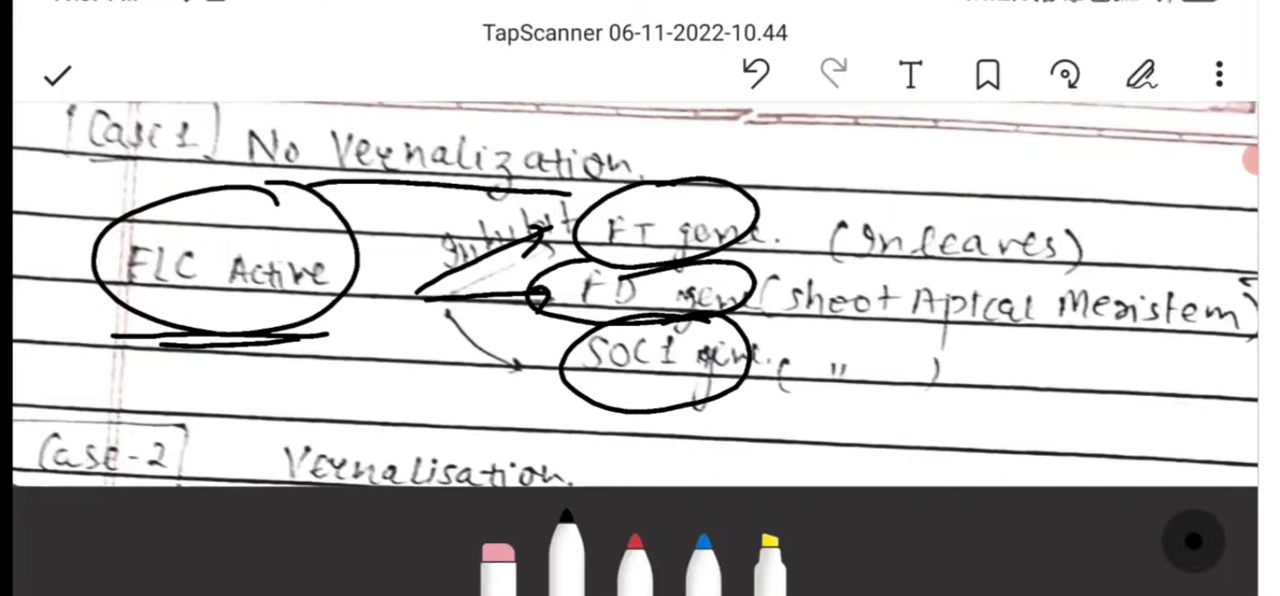 TapScanner 06-11-2022-10.44
T
[Case 1] No Vernalization.
Inhibit FT gene. (In leaves)
FLC Active
FD gene (Shoot Apical Meristem)
SOC1 gene. ( " )
Case-2 Vernalisation.